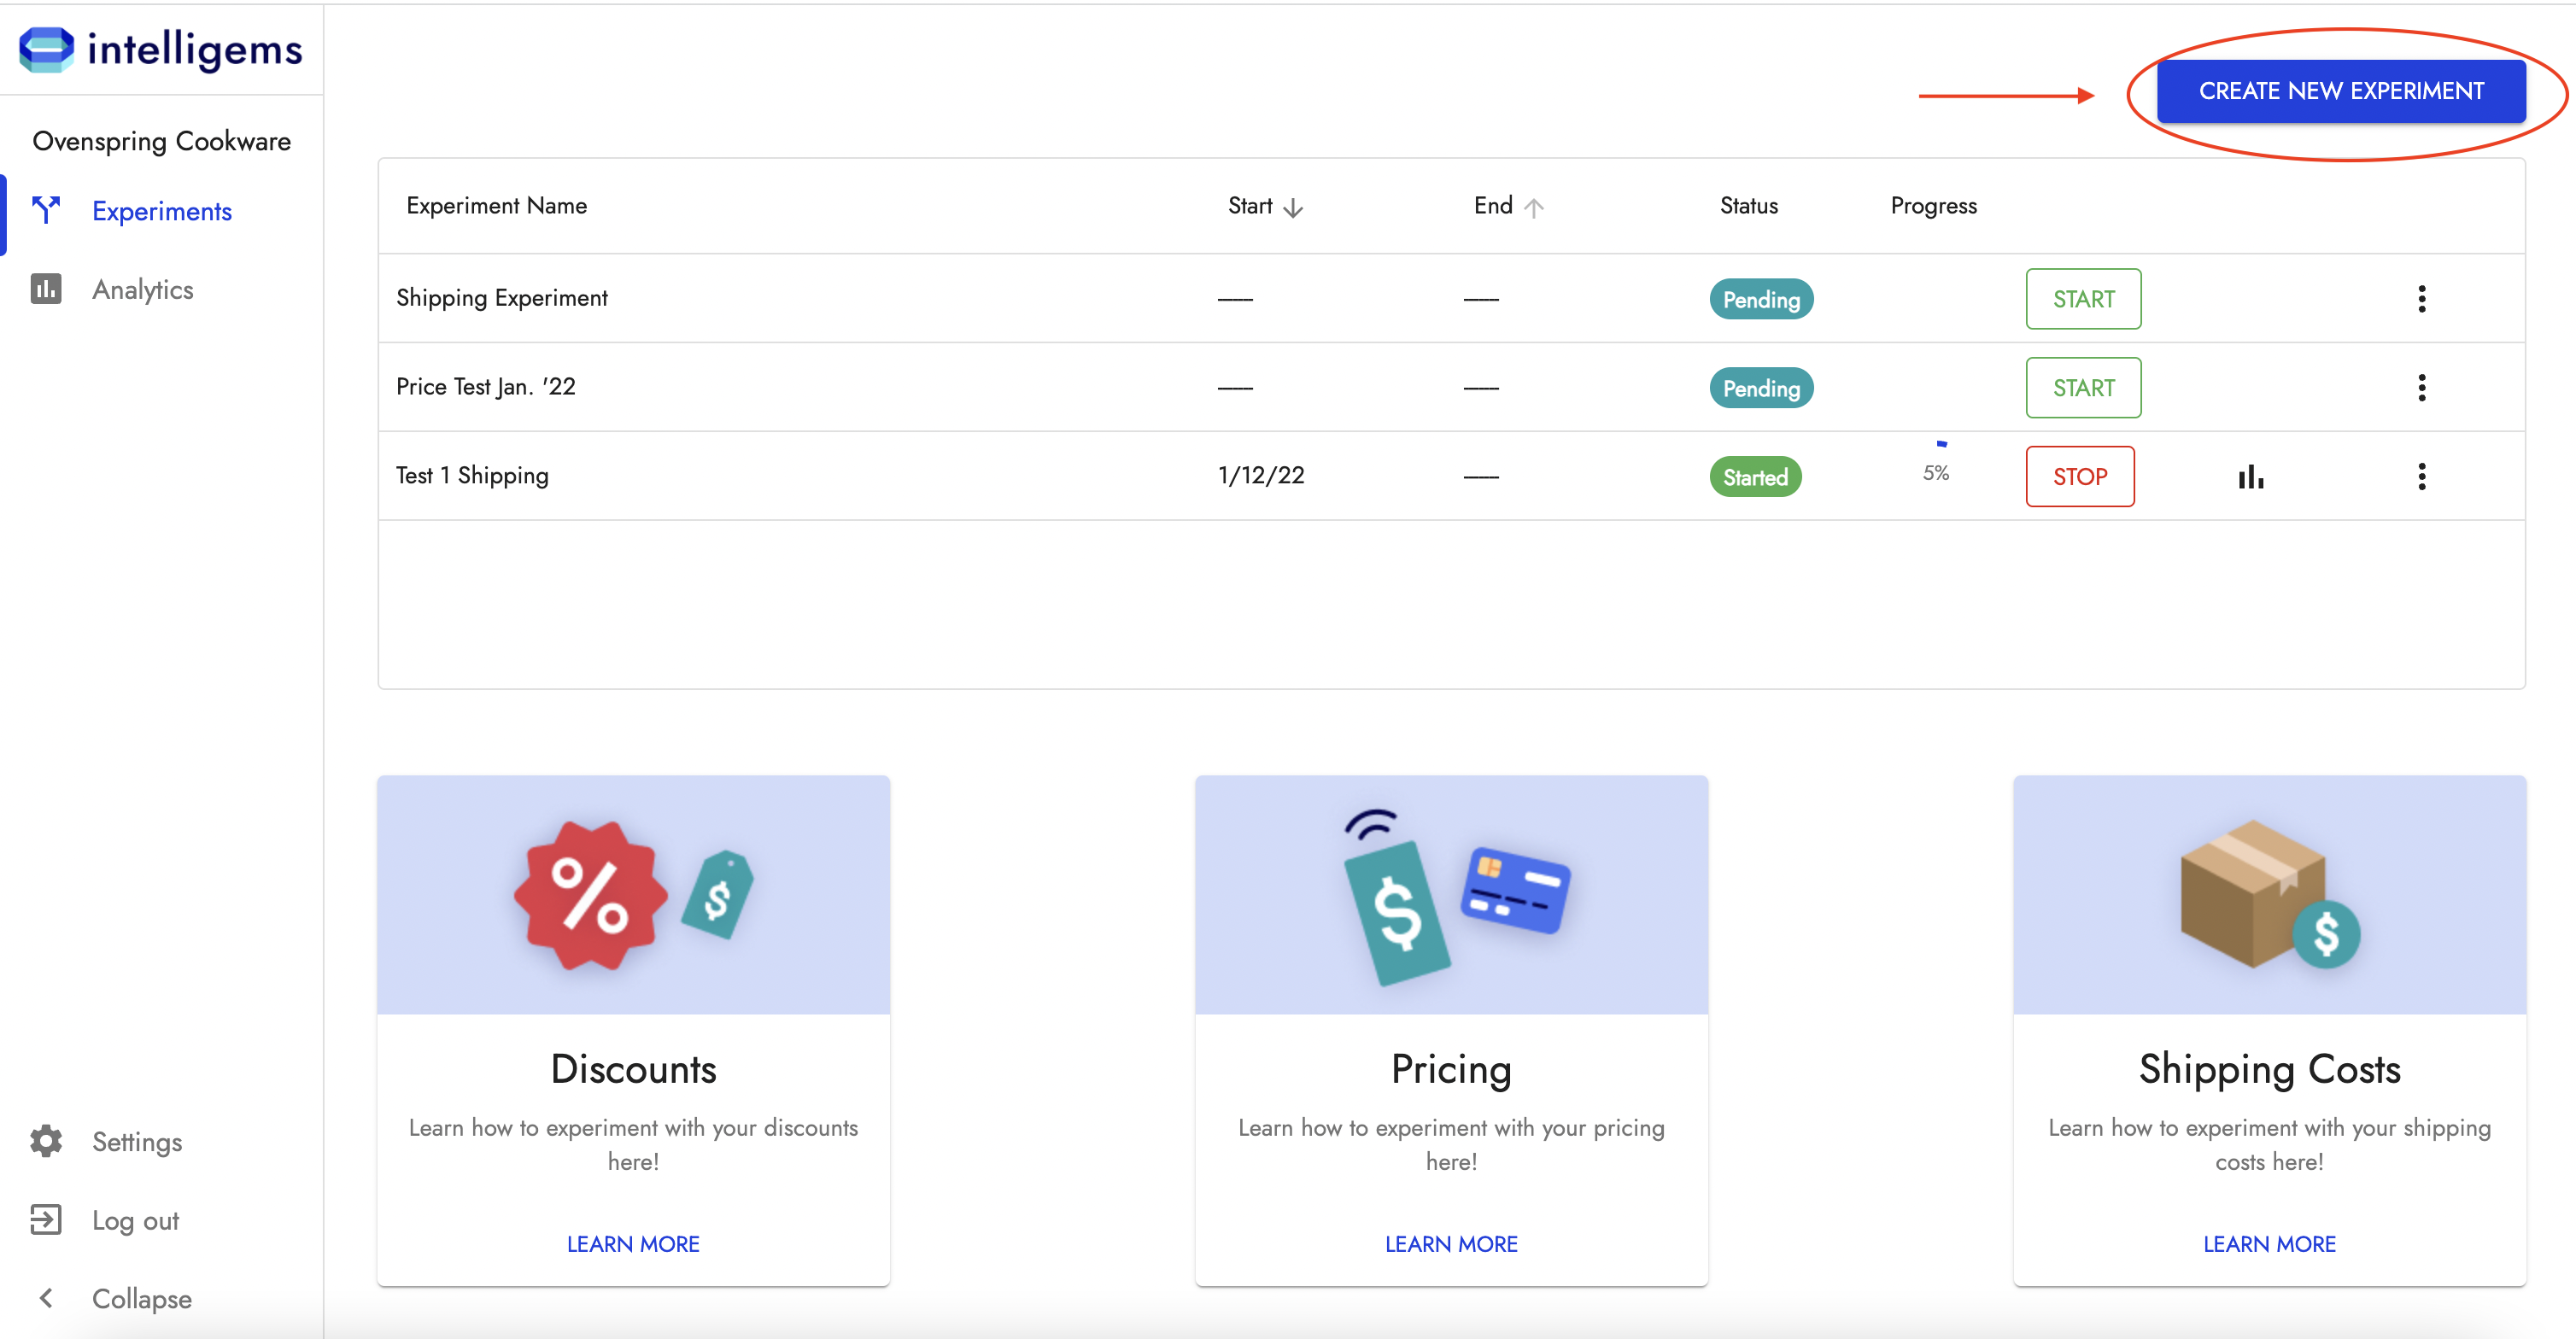 intelligems
CREATE NEW EXPERIMENT
Ovenspring Cookware
Experiments
Analytics
Experiment Name Start End Status Progress
Shipping Experiment —— —— Pending START
Price Test Jan. '22 —— —— Pending START
Test 1 Shipping 1/12/22 —— Started 5% STOP
% $
$
$
Discounts
Learn how to experiment with your discounts
here!
LEARN MORE
Pricing
Learn how to experiment with your pricing
here!
LEARN MORE
Shipping Costs
Learn how to experiment with your shipping
costs here!
LEARN MORE
Settings
Log out
Collapse